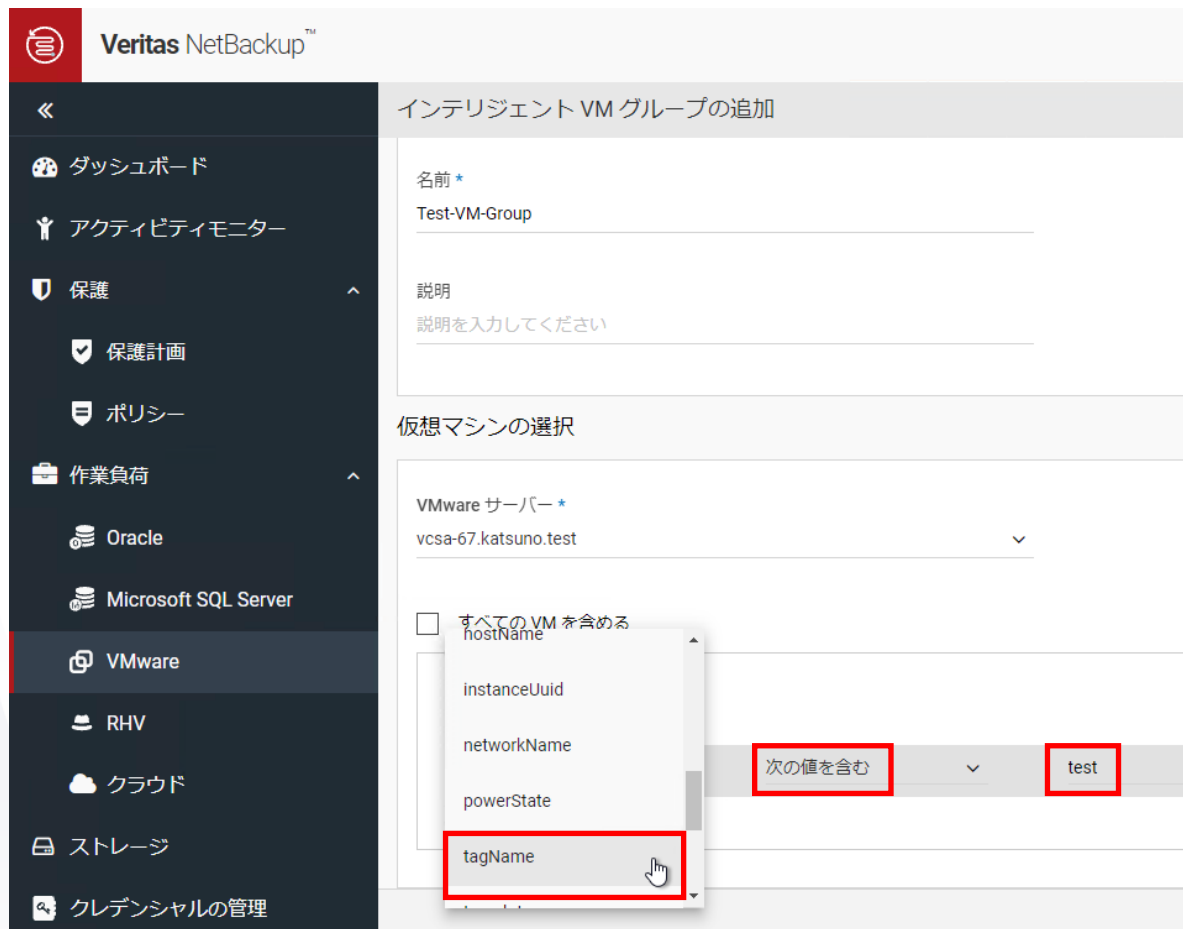 Veritas NetBackup™
インテリジェント VM グループの追加
ダッシュボード
アクティビティモニター
保護
保護計画
ポリシー
作業負荷
Oracle
Microsoft SQL Server
VMware
RHV
クラウド
ストレージ
クレデンシャルの管理
名前 *
Test-VM-Group
説明
説明を入力してください
仮想マシンの選択
VMware サーバー *
vcsa-67.katsuno.test
すべての VM を含める
hostName
instanceUuid
networkName
powerState
tagName
次の値を含む
test